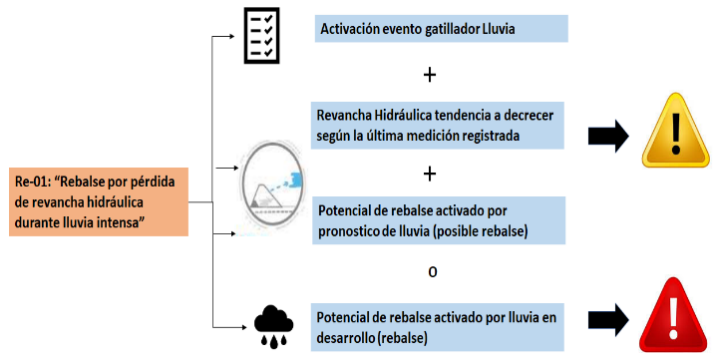 Activación evento gatillador Lluvia
+
Revancha Hidráulica tendencia a decrecer
según la última medición registrada
+
Re-01: “Rebalse por pérdida
de revancha hidráulica
durante lluvia intensa”
Potencial de rebalse activado por
pronostico de lluvia (posible rebalse)
o
Potencial de rebalse activado por lluvia en
desarrollo (rebalse)